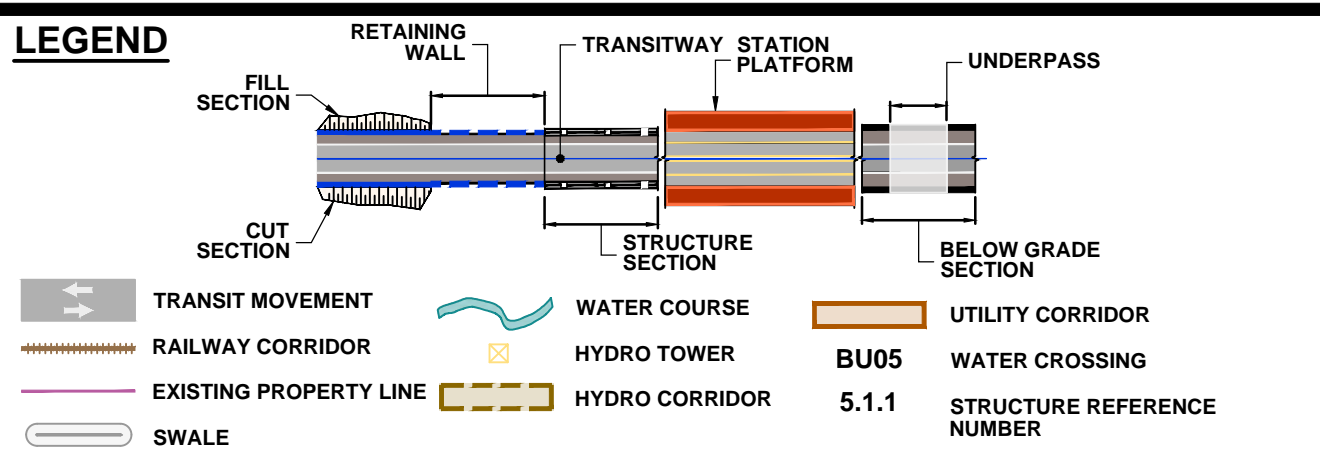 LEGEND
RETAINING
WALL
TRANSITWAY
STATION
PLATFORM
UNDERPASS
FILL
SECTION
CUT
SECTION
STRUCTURE
SECTION
BELOW GRADE
SECTION
TRANSIT MOVEMENT
RAILWAY CORRIDOR
EXISTING PROPERTY LINE
SWALE
WATER COURSE
HYDRO TOWER
HYDRO CORRIDOR
UTILITY CORRIDOR
BU05 WATER CROSSING
5.1.1 STRUCTURE REFERENCE
NUMBER